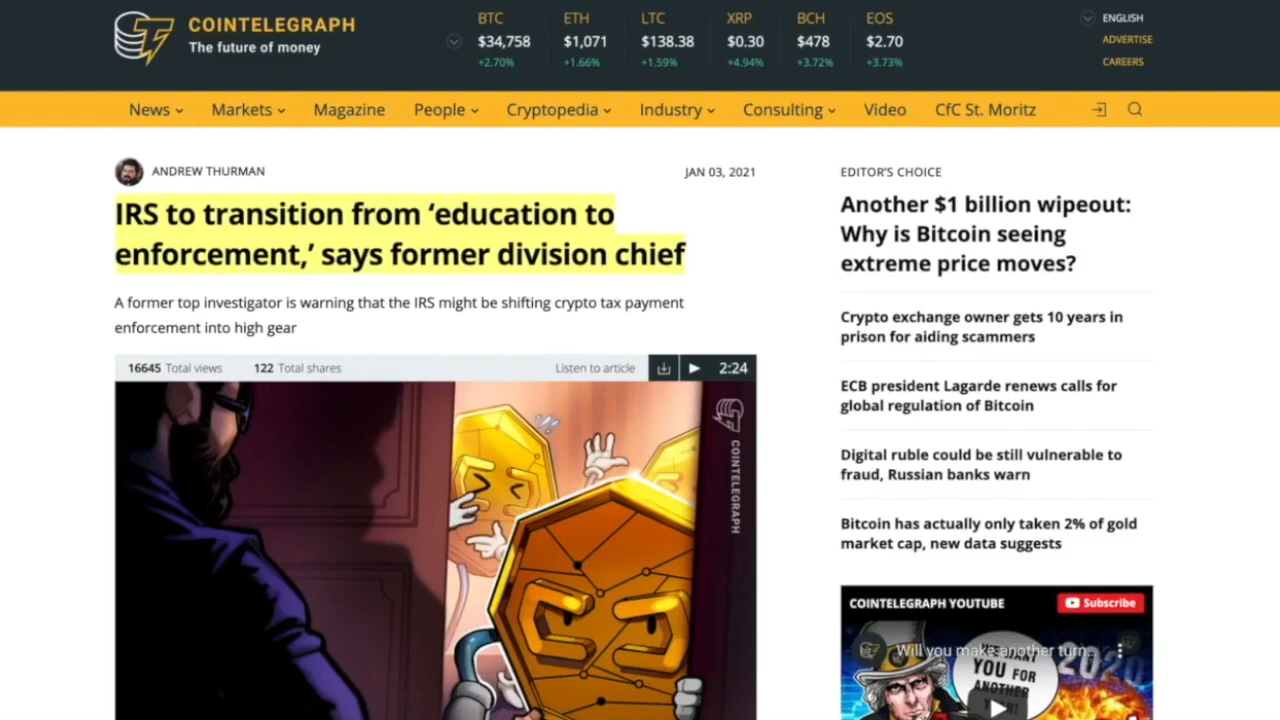 COINTELEGRAPH
The future of money
BTC ETH LTC XRP BCH EOS
$34,758 $1,071 $138.38 $0.30 $478 $2.70
+2.70% +1.66% +1.59% +4.94% +3.72% +3.73%
ENGLISH
ADVERTISE
CAREERS
News Markets Magazine People Cryptopedia Industry Consulting Video CfC St. Moritz
ANDREW THURMAN
JAN 03, 2021
IRS to transition from ‘education to
enforcement,’ says former division chief
A former top investigator is warning that the IRS might be shifting crypto tax payment
enforcement into high gear
16645 Total views 122 Total shares Listen to article 2:24
COINTELEGRAPH
EDITOR’S CHOICE
Another $1 billion wipeout:
Why is Bitcoin seeing
extreme price moves?
Crypto exchange owner gets 10 years in
prison for aiding scammers
ECB president Lagarde renews calls for
global regulation of Bitcoin
Digital ruble could be still vulnerable to
fraud, Russian banks warn
Bitcoin has actually only taken 2% of gold
market cap, new data suggests
COINTELEGRAPH YOUTUBE
Subscribe
Will you make another turn...
YOU FOR
ANOTHER
2020